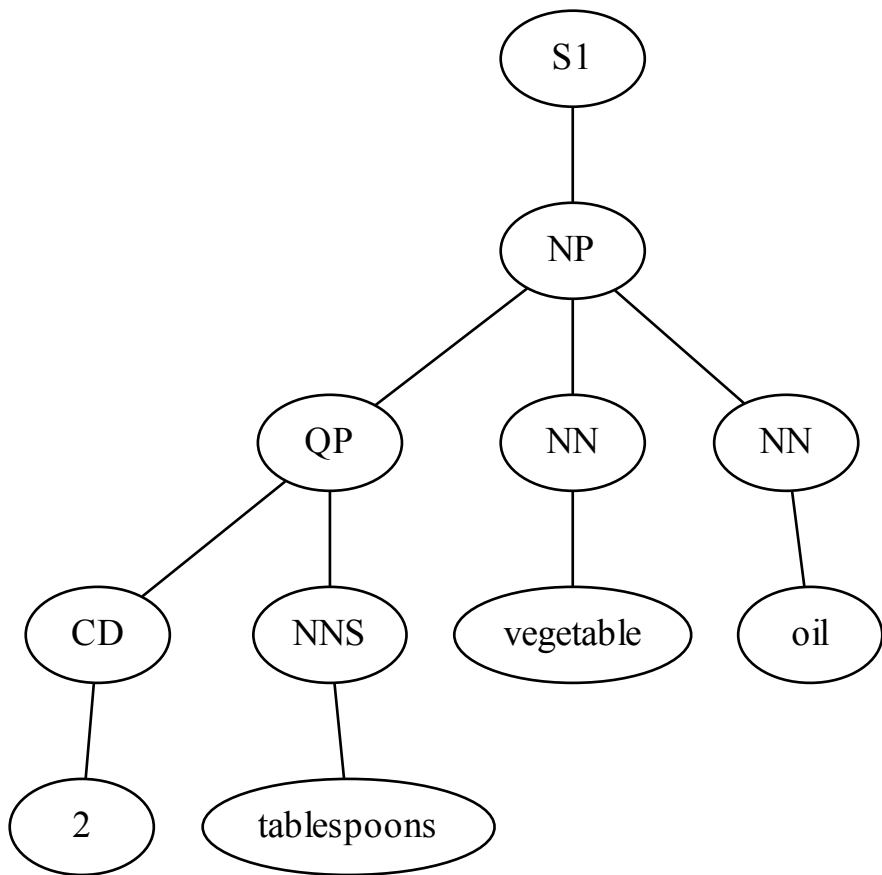 S1
NP
QP NN NN
CD NNS vegetable oil
2 tablespoons